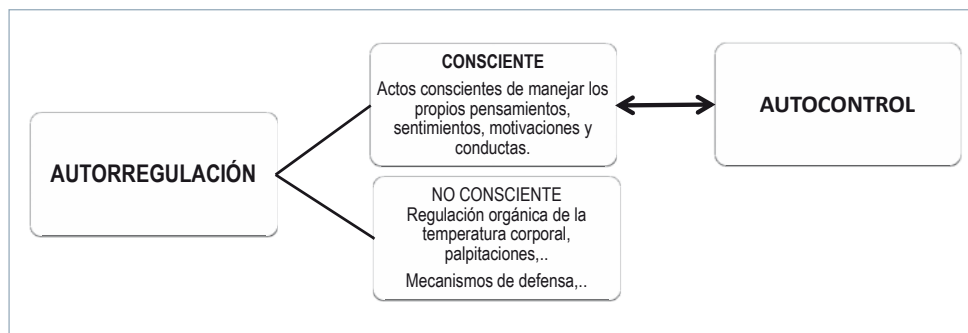 AUTORREGULACIÓN
CONSCIENTE
Actos conscientes de manejar los
propios pensamientos,
sentimientos, motivaciones y
conductas.
AUTOCONTROL
NO CONSCIENTE
Regulación orgánica de la
temperatura corporal,
palpitaciones,..
Mecanismos de defensa,..